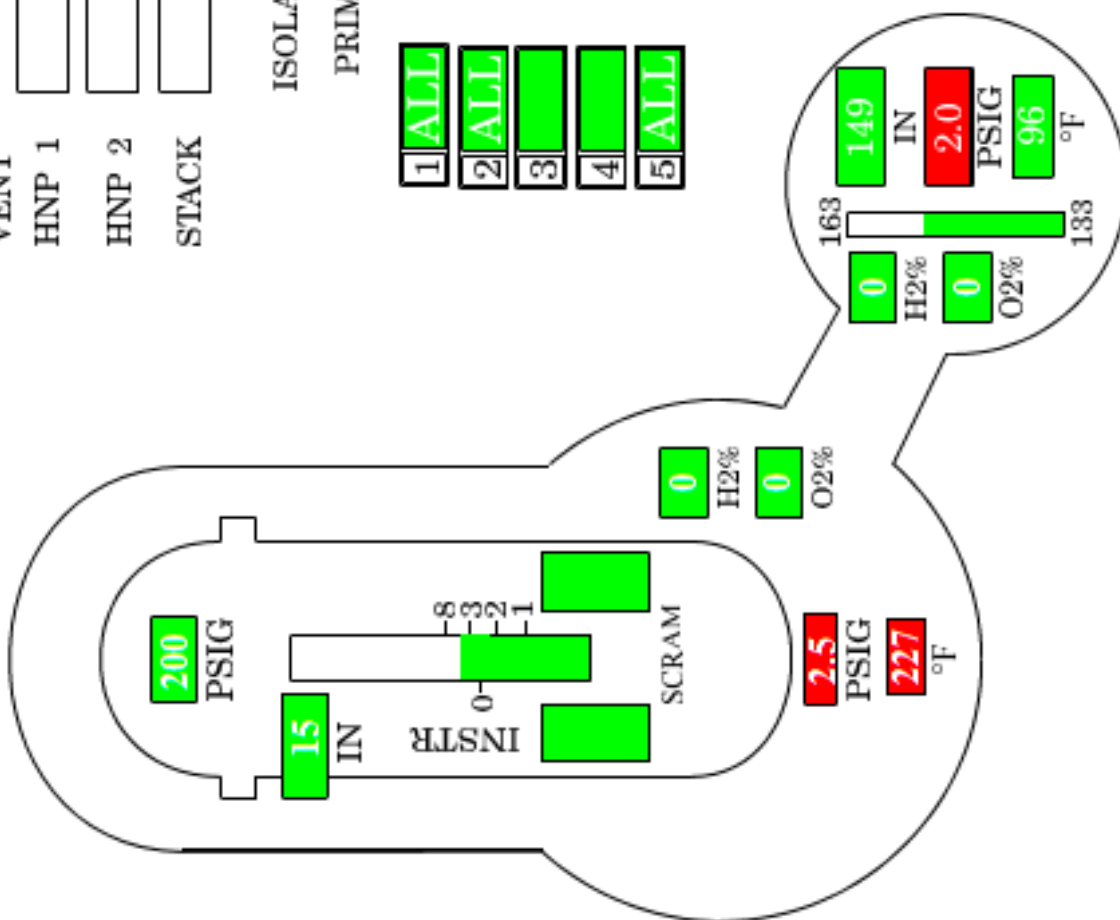 VENT
HNP 1
HNP 2
STACK
ISOLA
PRIM
1 ALL
2 ALL
3
4
5 ALL
149
IN
2.0
PSIG
96
°F
163
133
0
H2%
0
O2%
0
H2%
0
O2%
200
PSIG
15
IN
8
3
2
1
0
INSTR
SCRAM
2.5
PSIG
227
°F